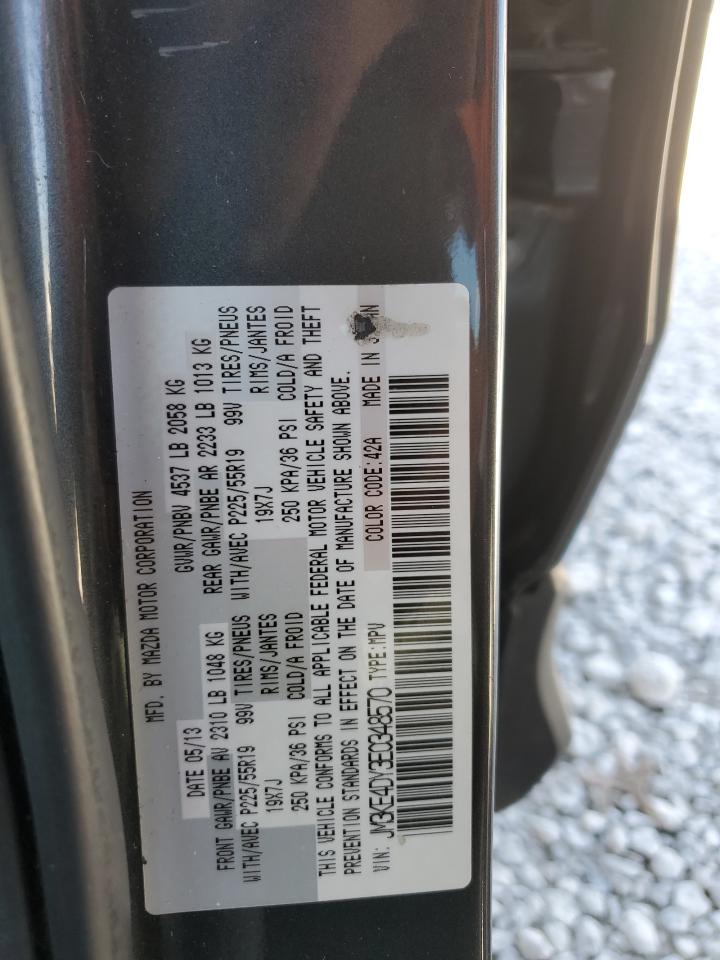 MFD. BY MAZDA MOTOR CORPORATION
DATE 05/13 GVWR/PNBV 4537 LB 2058 KG
FRONT GAWR/PNBE AV 2310 LB 1048 KG REAR GAWR/PNBE AR 2233 LB 1013 KG
WITH/AVEC P225/55R19 99V TIRES/PNEUS WITH/AVEC P225/55R19 99V TIRES/PNEUS
19X7J RIMS/JANTES 19X7J RIMS/JANTES
250 KPA/36 PSI COLD/A FROID 250 KPA/36 PSI COLD/A FROID
THIS VEHICLE CONFORMS TO ALL APPLICABLE FEDERAL MOTOR VEHICLE SAFETY AND THEFT
PREVENTION STANDARDS IN EFFECT ON THE DATE OF MANUFACTURE SHOWN ABOVE.
VIN: JM3KE4DY3E0348570 TYPE:MPV COLOR CODE:42A MADE IN